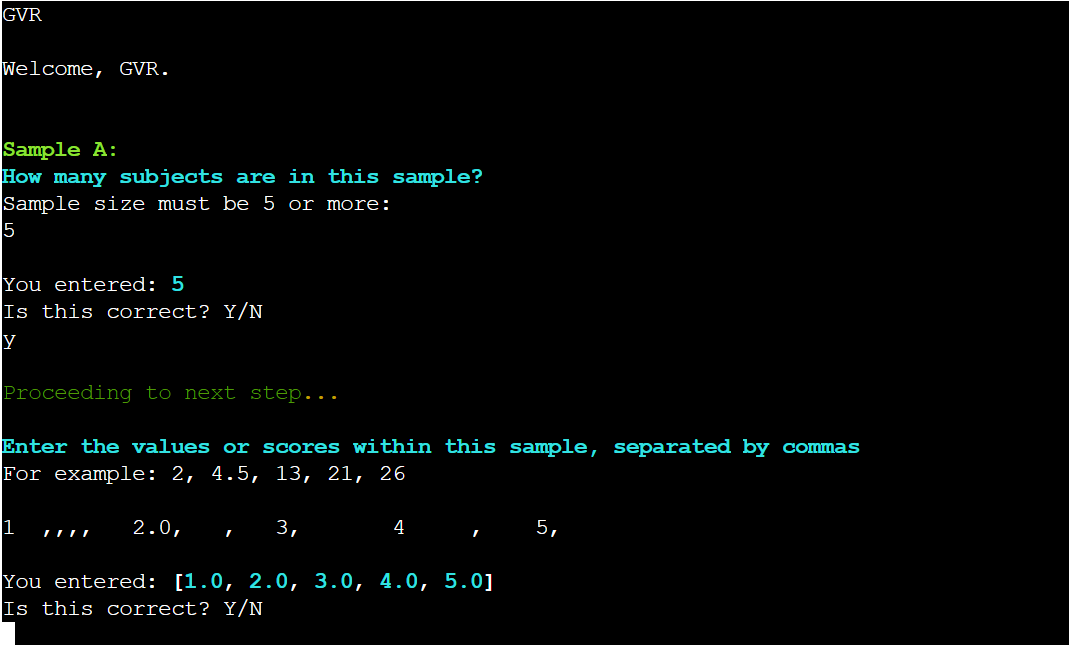 GVR
Welcome, GVR.
Sample A:
How many subjects are in this sample?
Sample size must be 5 or more:
5
You entered: 5
Is this correct? Y/N
y
Proceeding to next step...
Enter the values or scores within this sample, separated by commas
For example: 2, 4.5, 13, 21, 26
1  ,,,,   2.0,   ,   3,       4     ,    5,
You entered: [1.0, 2.0, 3.0, 4.0, 5.0]
Is this correct? Y/N